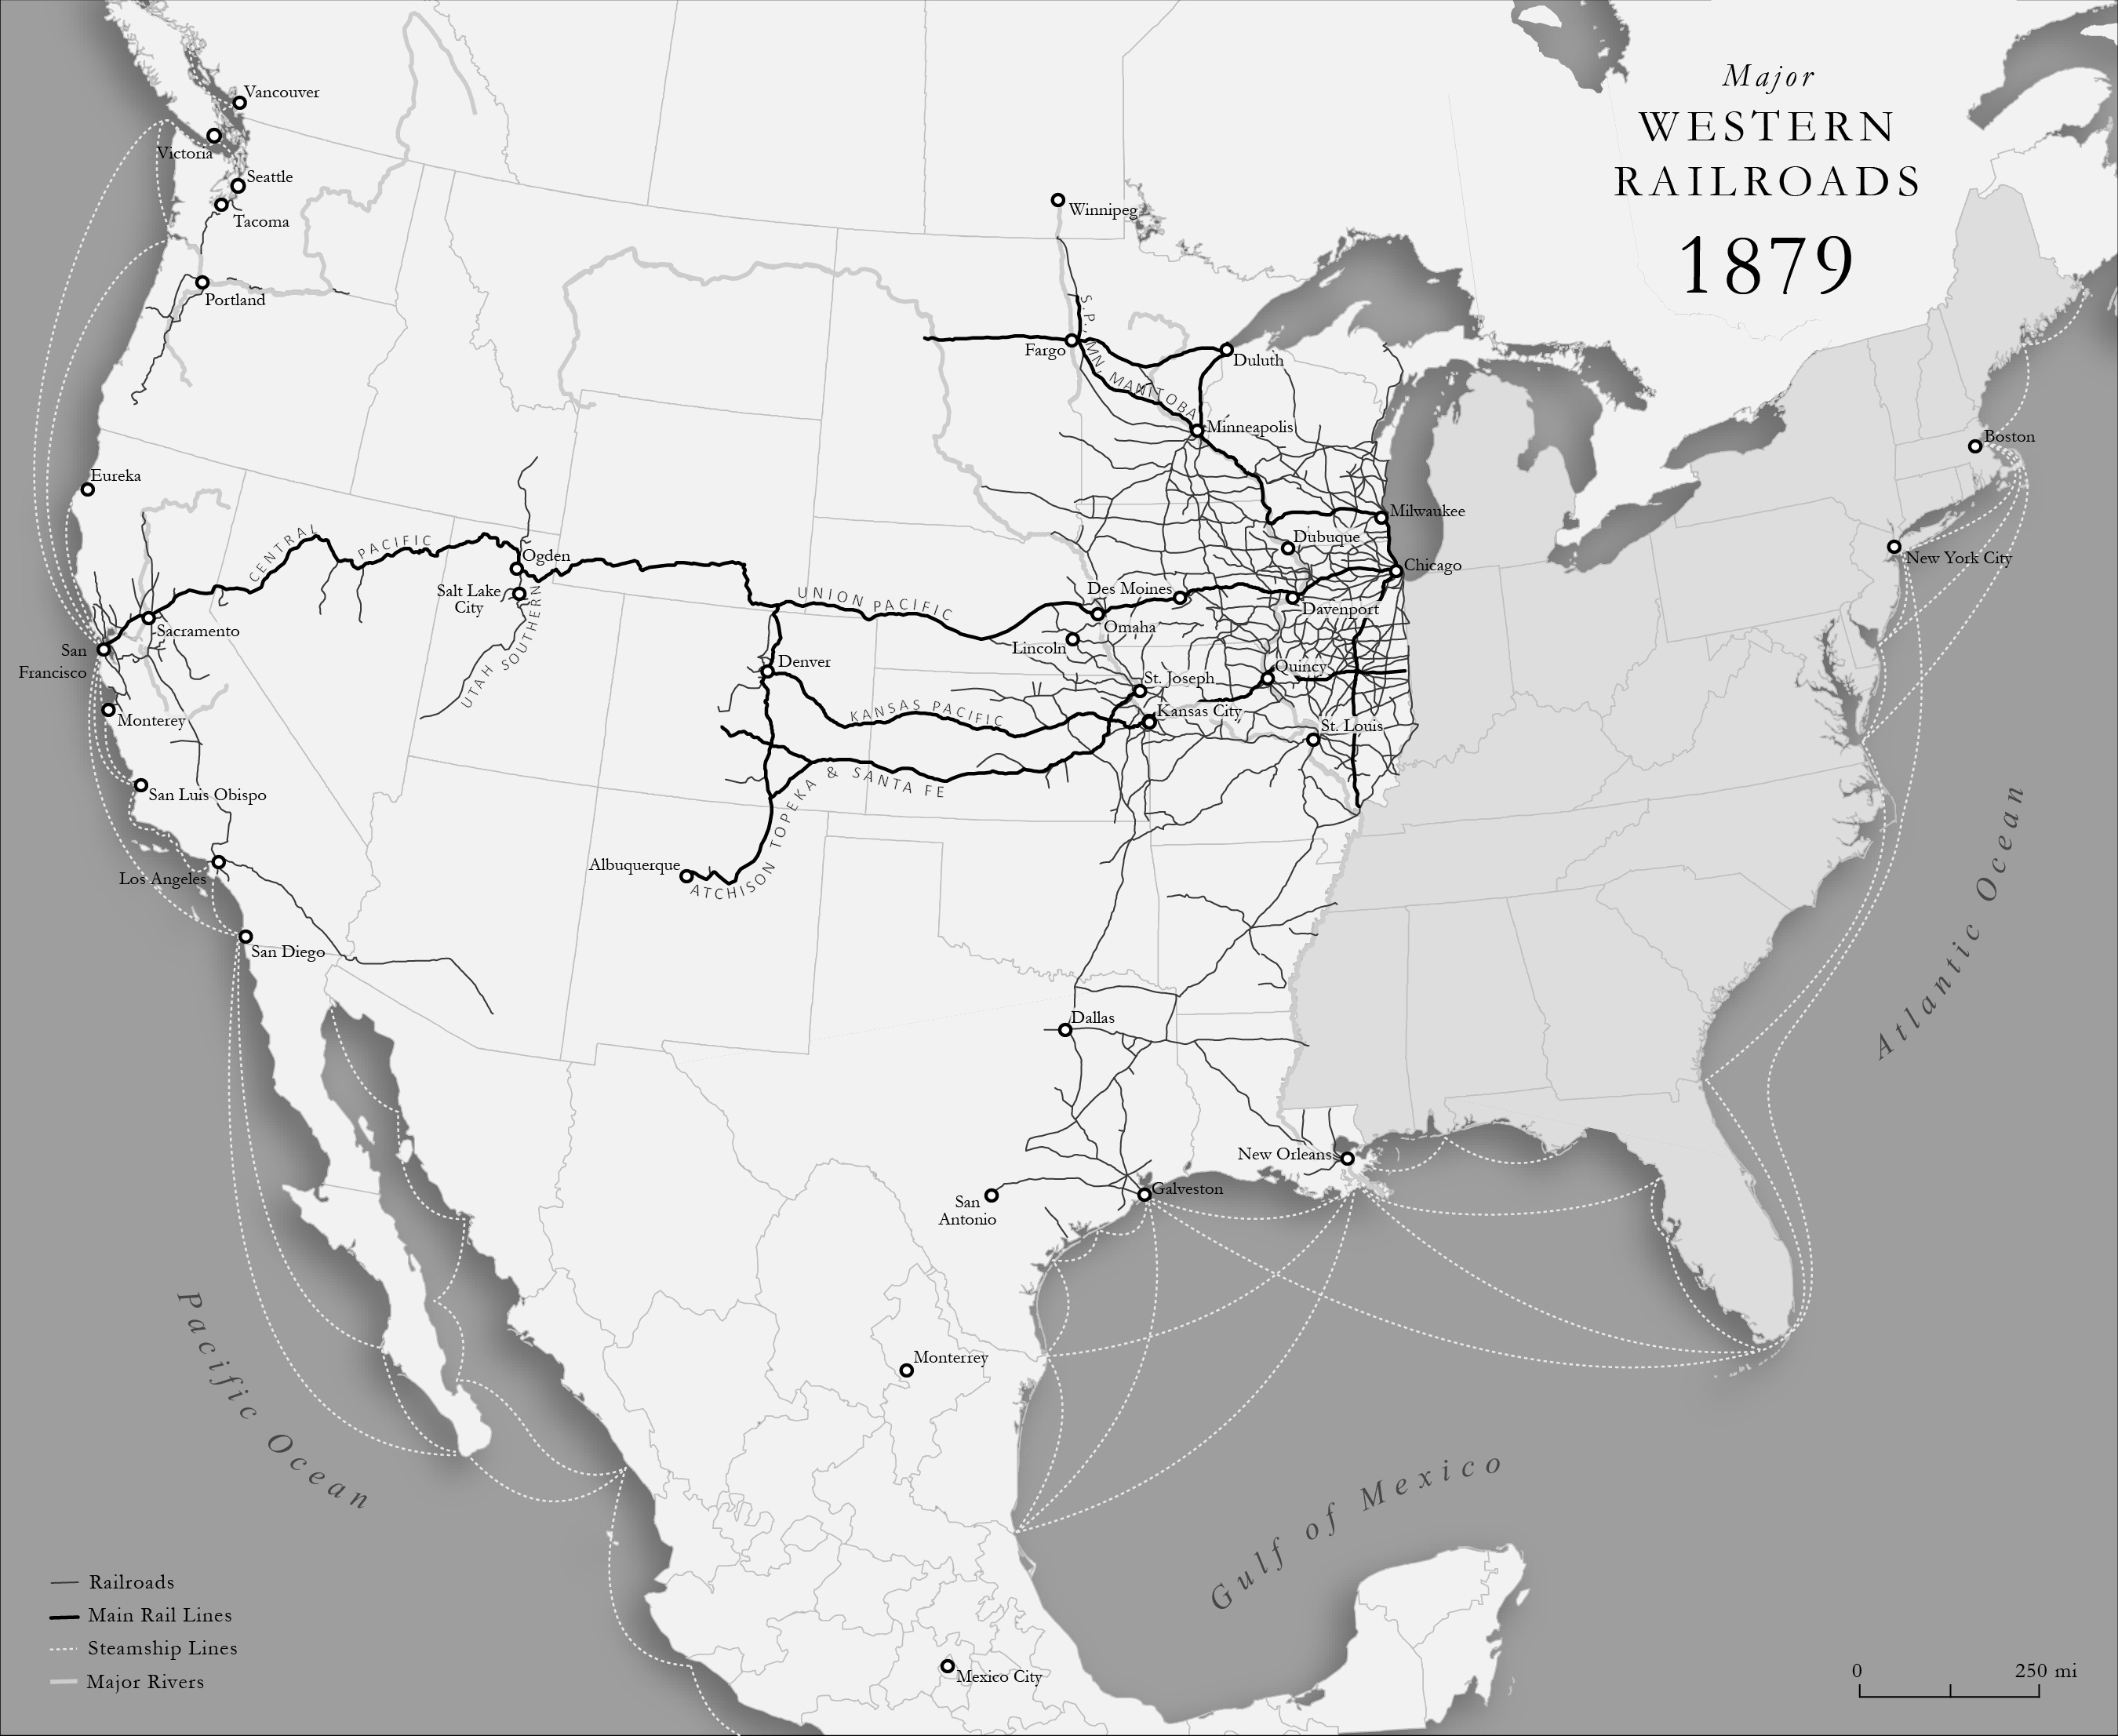 Major
WESTERN
RAILROADS
1879
Vancouver
Victoria
Seattle
Tacoma
Portland
Winnipeg
S.P., MN, MANITOBA
Fargo
Duluth
Minneapolis
Boston
Eureka
Milwaukee
Dubuque
New York City
CENTRAL PACIFIC
Ogden
Chicago
Salt Lake
City
UTAH SOUTHERN
UNION PACIFIC
Des Moines
Davenport
Omaha
Sacramento
Lincoln
San
Francisco
Denver
Quincy
St. Joseph
KANSAS PACIFIC
Kansas City
Monterey
St. Louis
San Luis Obispo
ATCHISON TOPEKA & SANTA FE
Albuquerque
Los Angeles
San Diego
Atlantic Ocean
Dallas
New Orleans
Galveston
San
Antonio
Pacific Ocean
Monterrey
Gulf of Mexico
Mexico City
Railroads
Main Rail Lines
Steamship Lines
Major Rivers
0 250 mi